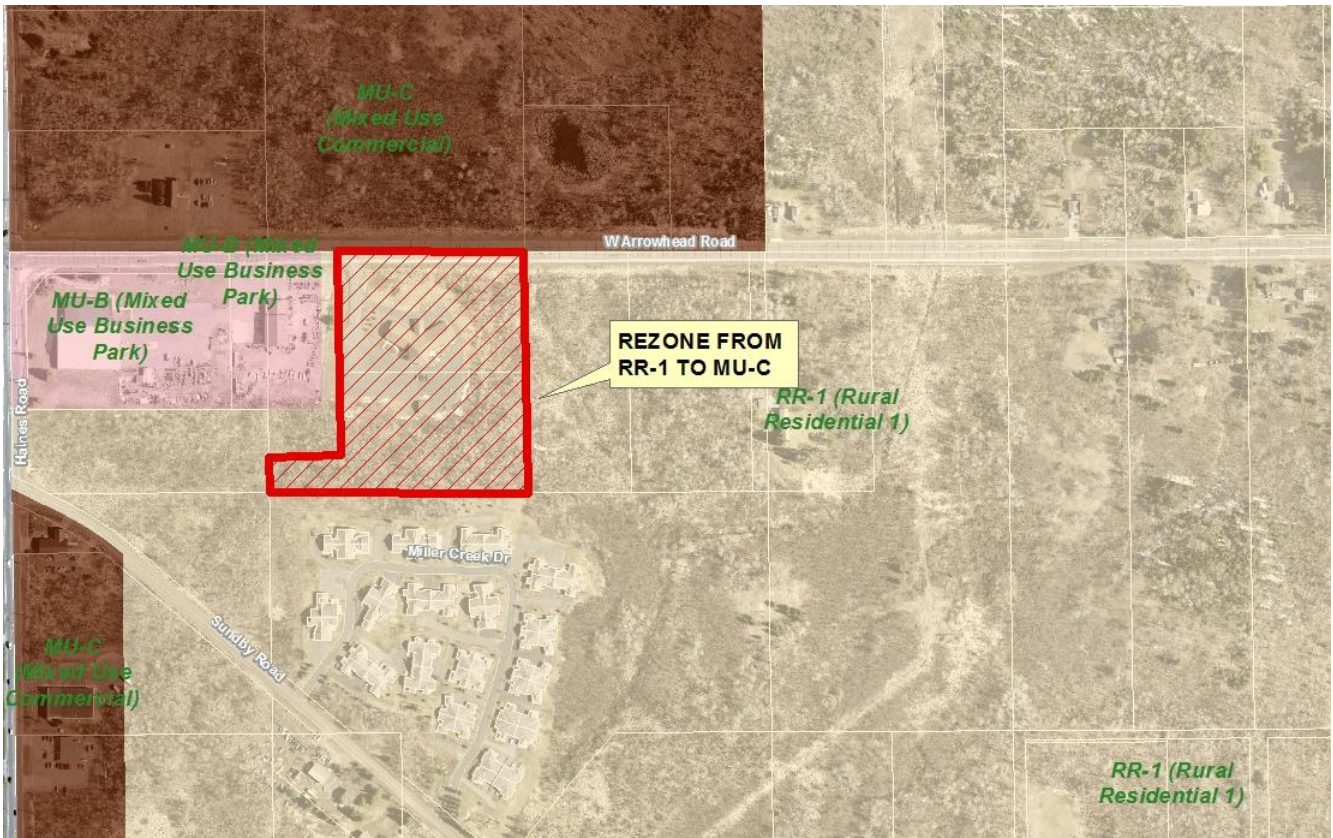 MU-C
(Mixed Use
Commercial)
W Arrowhead Road
MU-B (Mixed
Use Business
Park)
MU-B (Mixed
Use Business
Park)
REZONE FROM
RR-1 TO MU-C
RR-1 (Rural
Residential 1)
Haines Road
Miller Creek Dr
Sundby Road
MU-C
(Mixed Use
Commercial)
RR-1 (Rural
Residential 1)